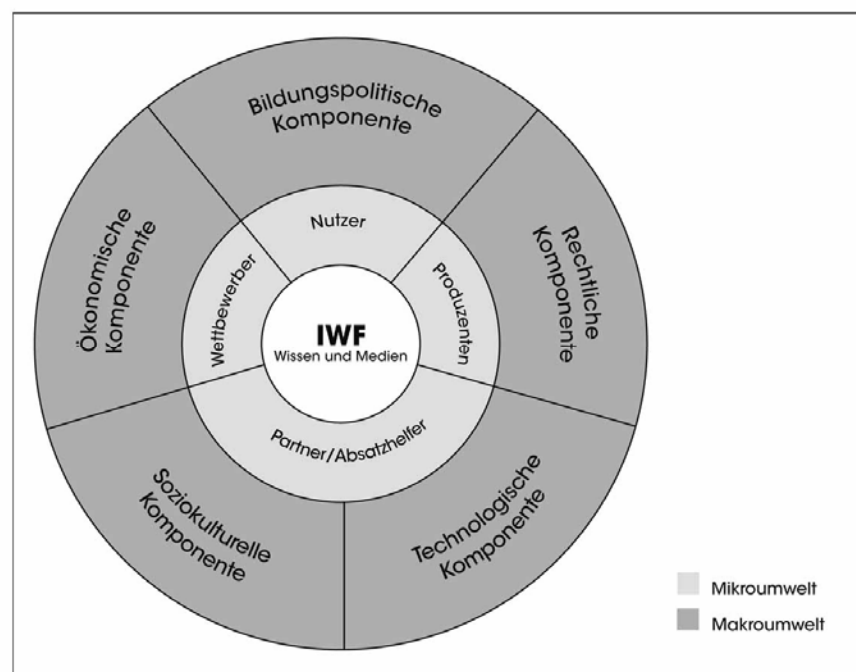 Bildungspolitische
Komponente
Ökonomische
Komponente
Rechtliche
Komponente
Nutzer
Wettbewerber
Produzenten
IWF
Wissen und Medien
Partner/Absatzhelfer
Soziokulturelle
Komponente
Technologische
Komponente
Mikroumwelt
Makroumwelt